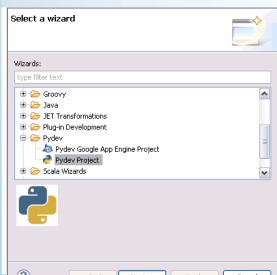 Select a wizard
Wizards:
type filter text
Groovy
Java
JET Transformations
Plug-in Development
Pydev
Pydev Google App Engine Project
Pydev Project
Scala Wizards